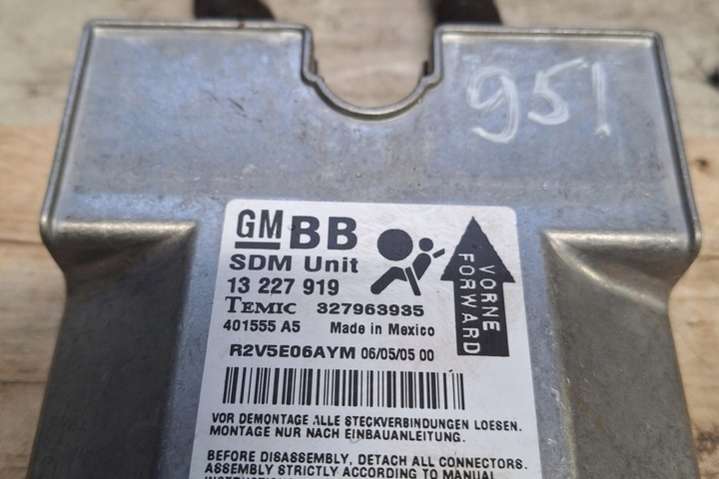 951
GM BB
SDM Unit
13 227 919
TEMIC 327963935
401555 A5 Made in Mexico
R2V5E06AYM 06/05/05 00
VORNE
FORWARD
VOR DEMONTAGE ALLE STECKVERBINDUNGEN LOESEN.
MONTAGE NUR NACH EINBAUANLEITUNG.
BEFORE DISASSEMBLY, DETACH ALL CONNECTORS.
ASSEMBLY STRICTLY ACCORDING TO MANUAL